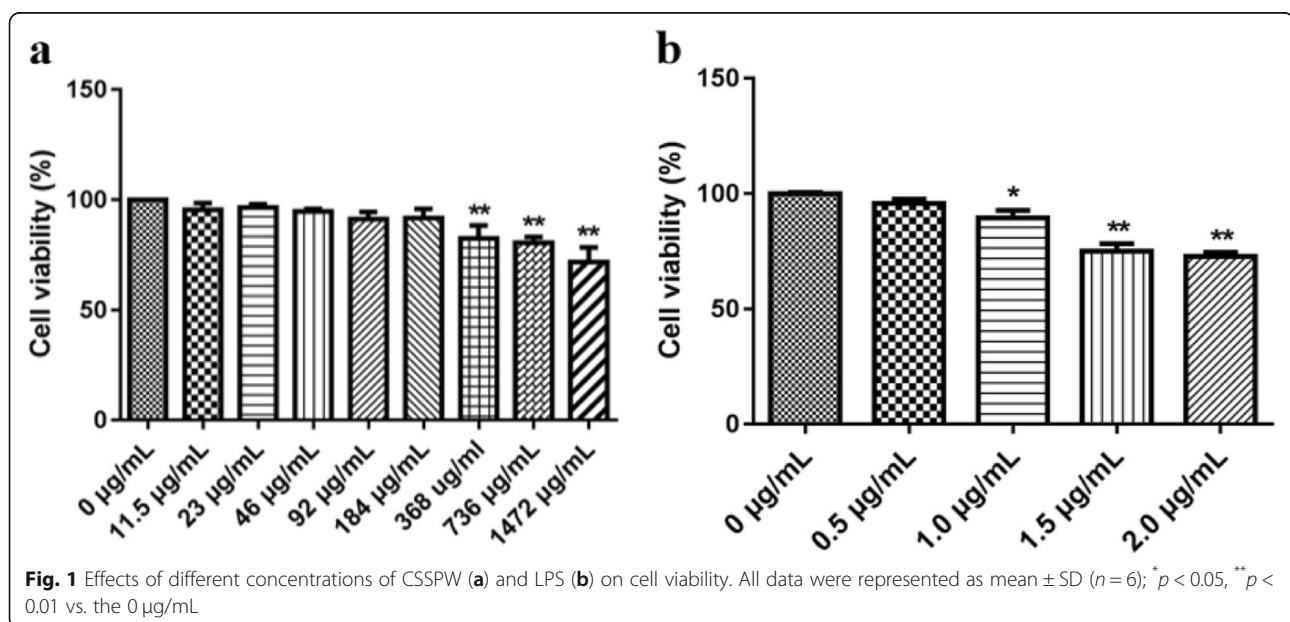 a
150
100
50
0
Cell viability (%)
**
**
**
0 µg/mL
11.5 µg/mL
23 µg/mL
46 µg/mL
92 µg/mL
184 µg/mL
368 ug/ml
736 µg/mL
1472 µg/mL
b
150
100
50
0
Cell viability (%)
*
**
**
0 µg/mL
0.5 µg/mL
1.0 µg/mL
1.5 µg/mL
2.0 µg/mL
Fig. 1 Effects of different concentrations of CSSPW (a) and LPS (b) on cell viability. All data were represented as mean ± SD (n = 6); *p < 0.05, **p <
0.01 vs. the 0 µg/mL